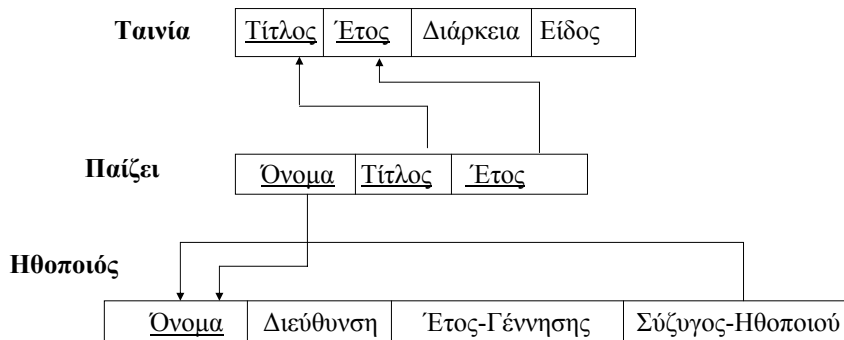 Ταινία Τίτλος Έτος Διάρκεια Είδος
Παίζει Όνομα Τίτλος Έτος
Ηθοποιός
Όνομα Διεύθυνση Έτος-Γέννησης Σύζυγος-Ηθοποιού